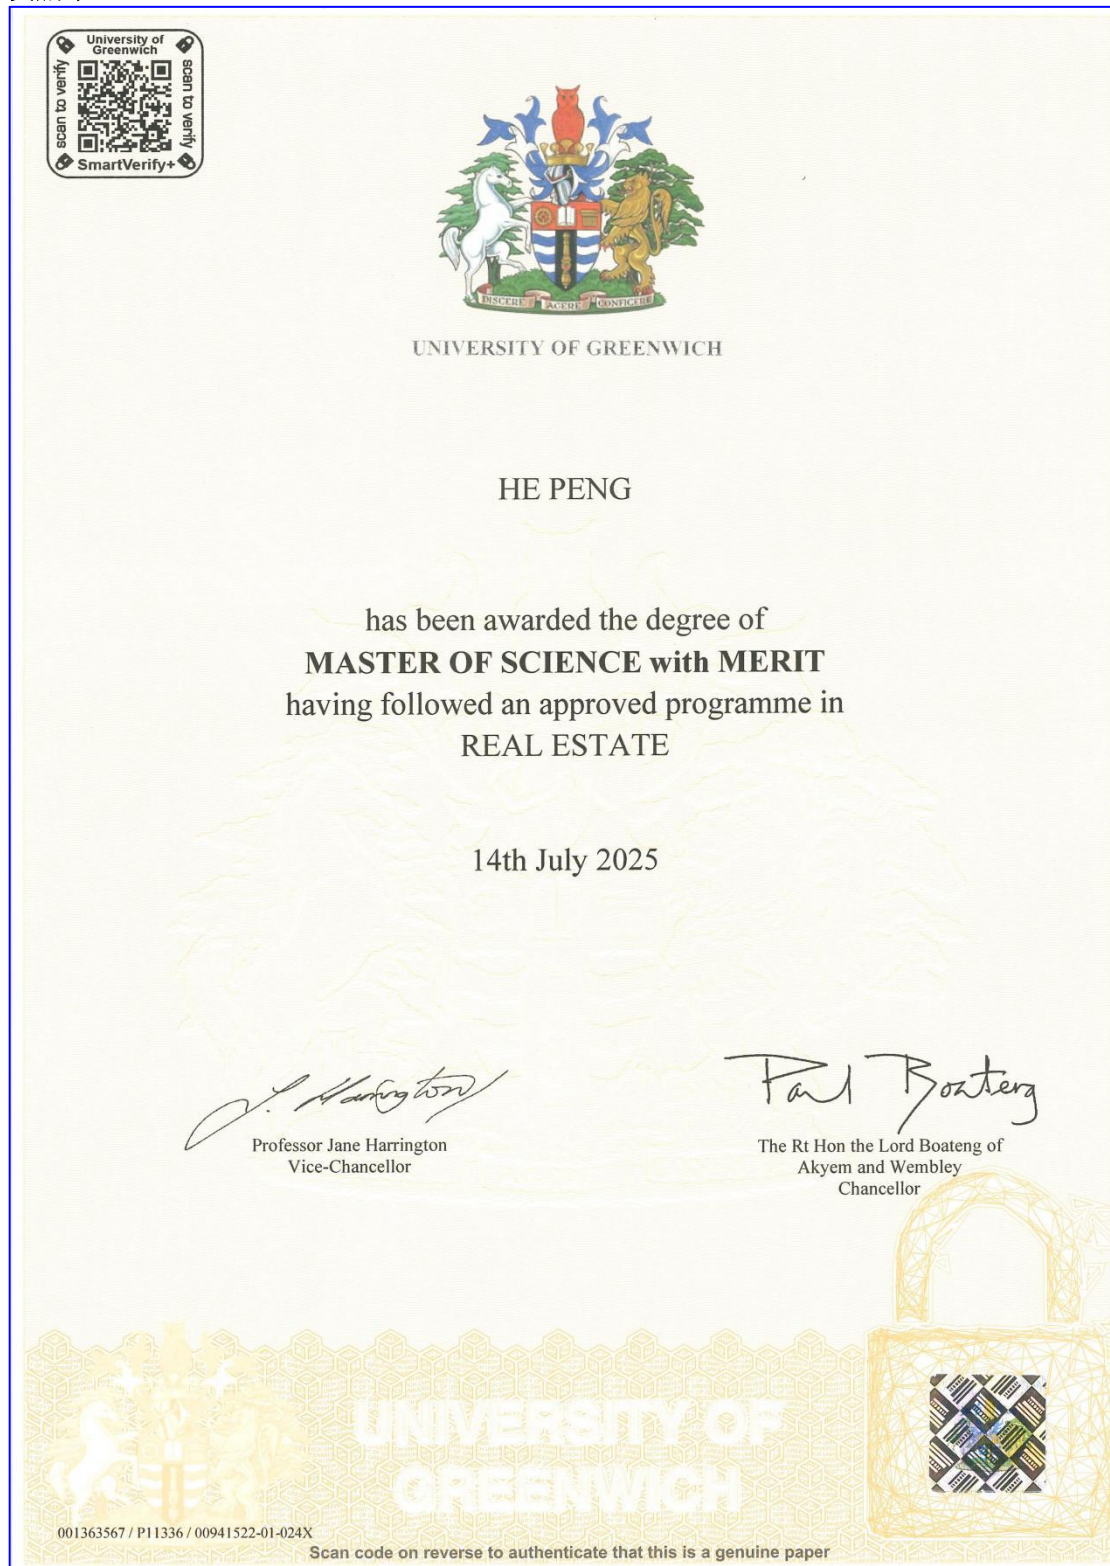 University of
Greenwich
scan to verify
scan to verify
SmartVerify+
DISCERE AGERE CONFICERE
UNIVERSITY OF GREENWICH
HE PENG
has been awarded the degree of
MASTER OF SCIENCE with MERIT
having followed an approved programme in
REAL ESTATE
14th July 2025
J. Harrington
Paul Boateng
Professor Jane Harrington
Vice-Chancellor
The Rt Hon the Lord Boateng of
Akyem and Wembley
Chancellor
UNIVERSITY OF
GREENWICH
001363567 / P11336 / 00941522-01-024X
Scan code on reverse to authenticate that this is a genuine paper